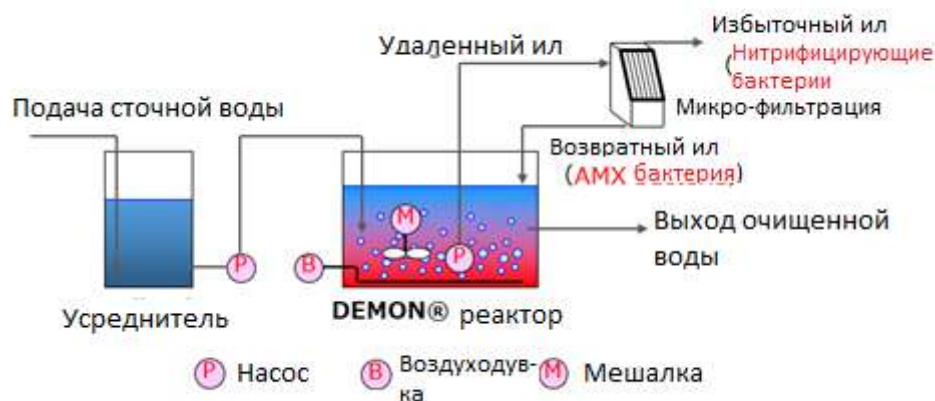 Избыточный ил
(Нитрифицирующие
бактерии
Удаленный ил
Микро-фильтрация
Подача сточной воды
Возвратный ил
(АМХ бактерия)
М
Выход очищенной
воды
Р
В
Р
Усреднитель
DEMON® реактор
Р Насос
В Воздуходув-
ка
М Мешалка